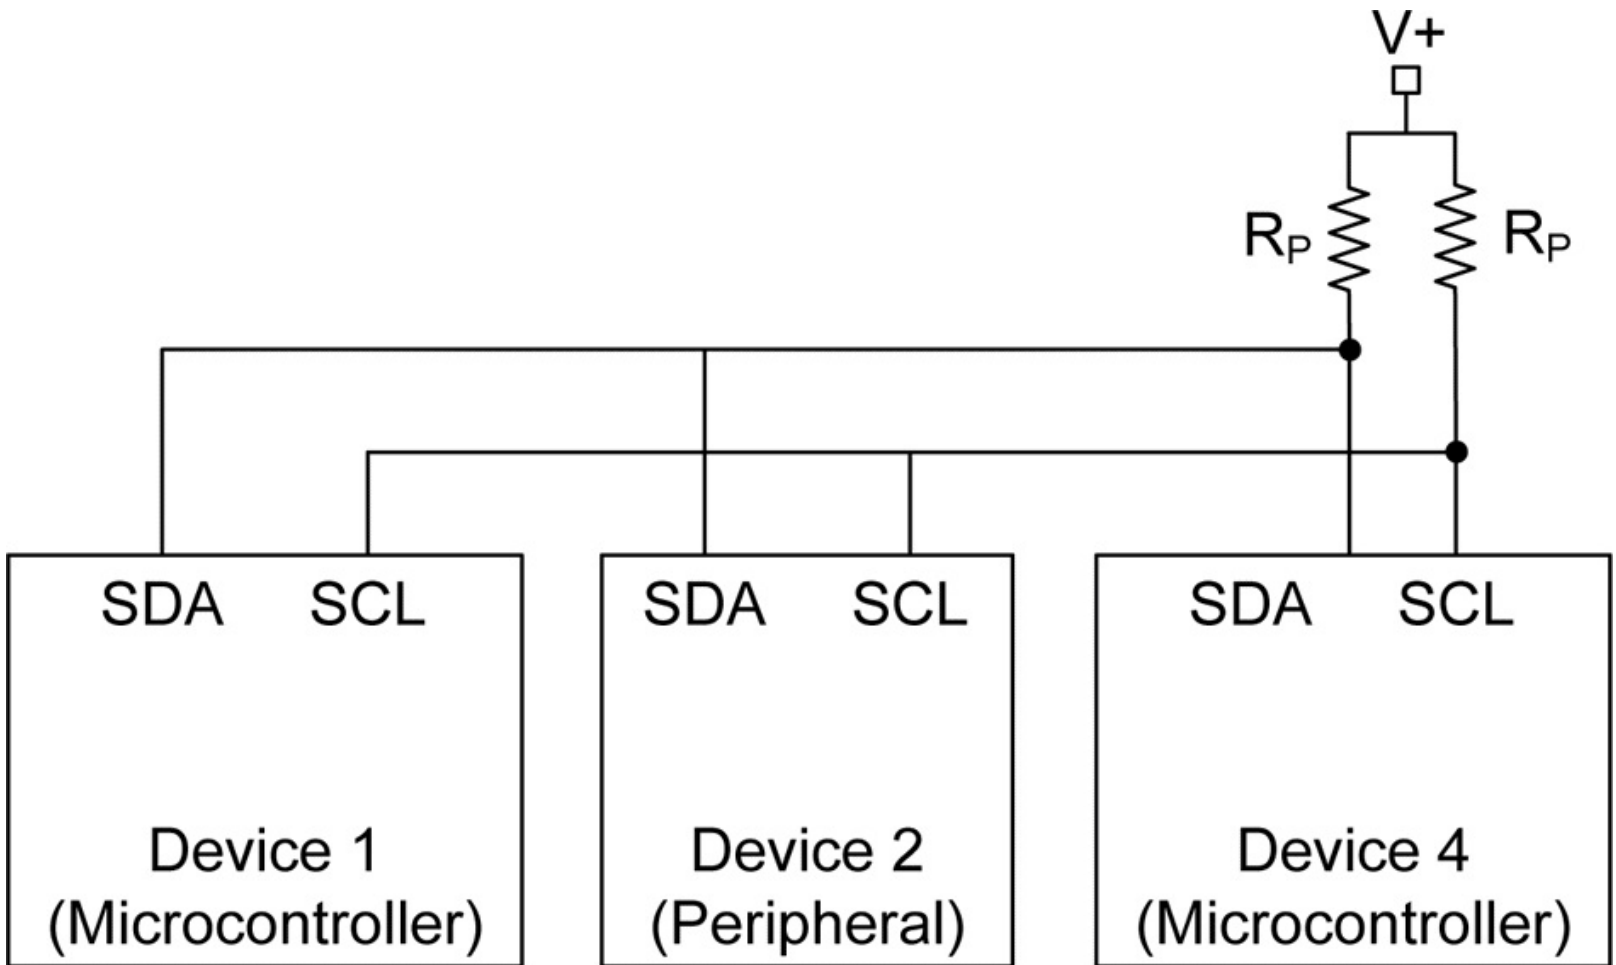 V+
RP RP
SDA SCL SDA SCL SDA SCL
Device 1 Device 2 Device 4
(Microcontroller) (Peripheral) (Microcontroller)